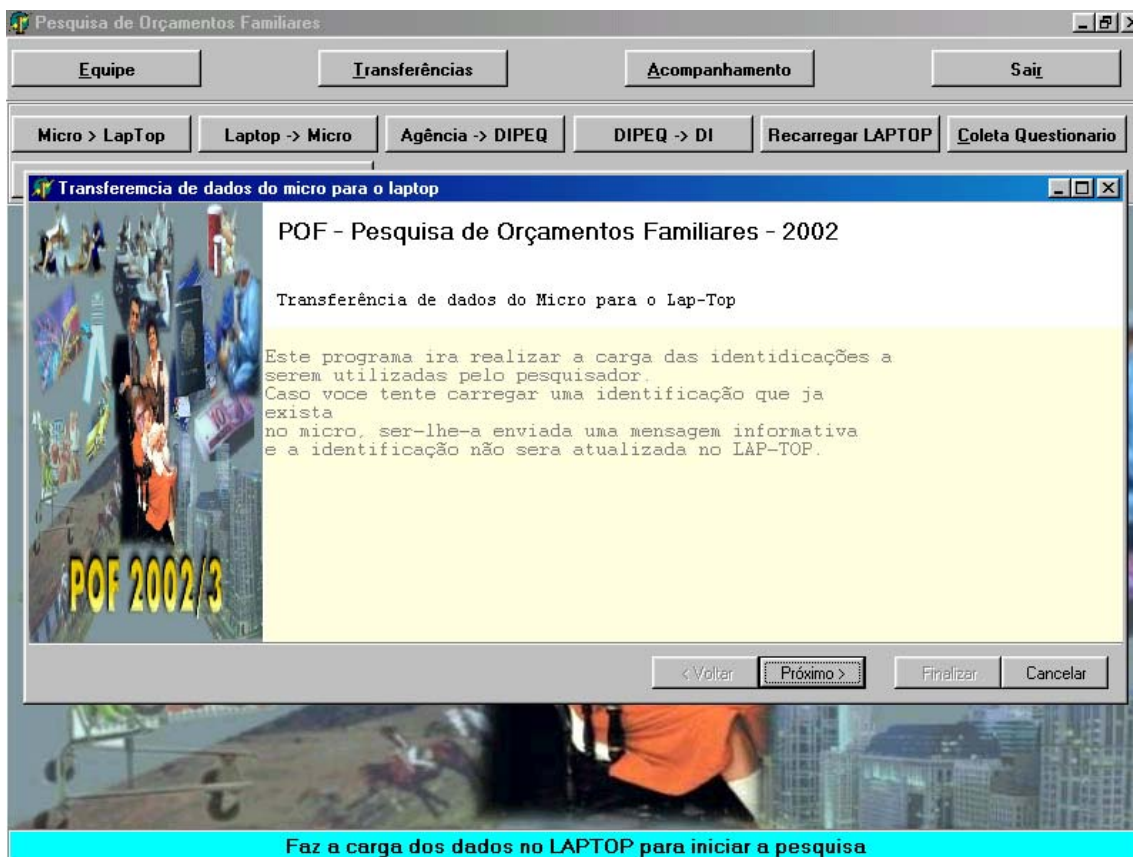 Pesquisa de Orçamentos Familiares
Equipe
Transferências
Acompanhamento
Sair
Micro > LapTop
Laptop -> Micro
Agência -> DIPEQ
DIPEQ -> DI
Recarregar LAPTOP
Coleta Questionario
Transferemcia de dados do micro para o laptop
POF - Pesquisa de Orçamentos Familiares - 2002
Transferência de dados do Micro para o Lap-Top
Este programa ira realizar a carga das identidicações a
serem utilizadas pelo pesquisador.
Caso voce tente carregar uma identificação que ja
exista
no micro, ser-lhe-a enviada uma mensagem informativa
e a identificação não sera atualizada no LAP-TOP.
POF 2002/3
< Voltar
Próximo >
Finalizar
Cancelar
Faz a carga dos dados no LAPTOP para iniciar a pesquisa